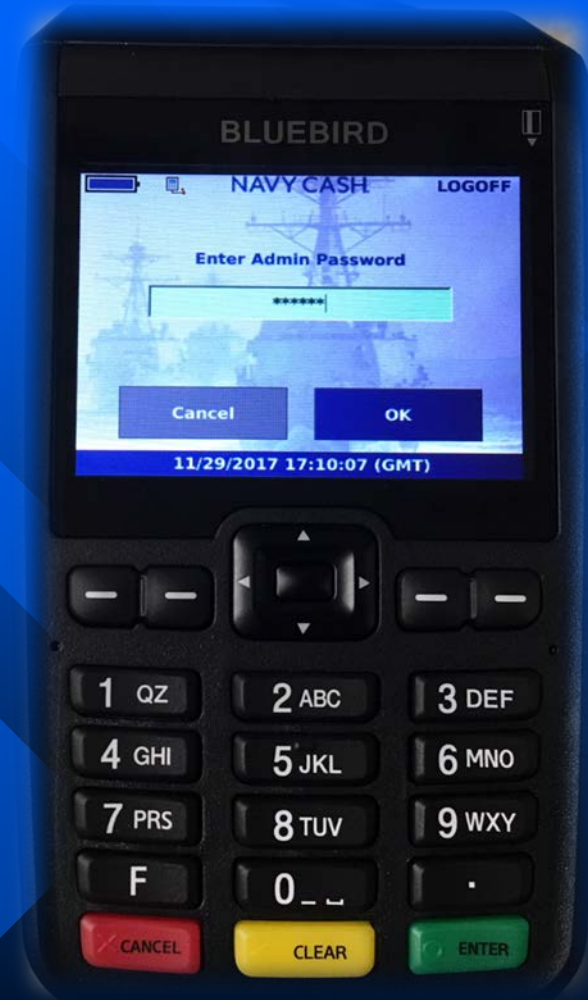 BLUEBIRD
NAVY CASH LOGOFF
Enter Admin Password
******
Cancel OK
11/29/2017 17:10:07 (GMT)
1 QZ 2 ABC 3 DEF
4 GHI 5 JKL 6 MNO
7 PRS 8 TUV 9 WXY
F 0_ ⎵ .
CANCEL CLEAR ENTER